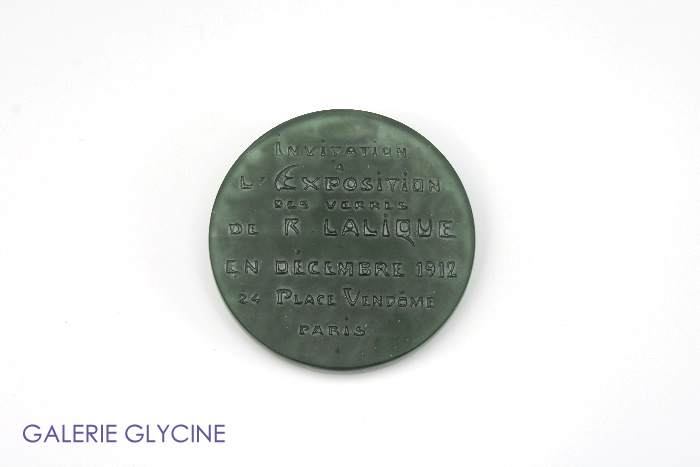 INVITATION
A
L'EXPOSITION
DES VERRES
DE R. LALIQUE
EN DÉCEMBRE 1912
24 PLACE VENDÔME
PARIS
GALERIE GLYCINE